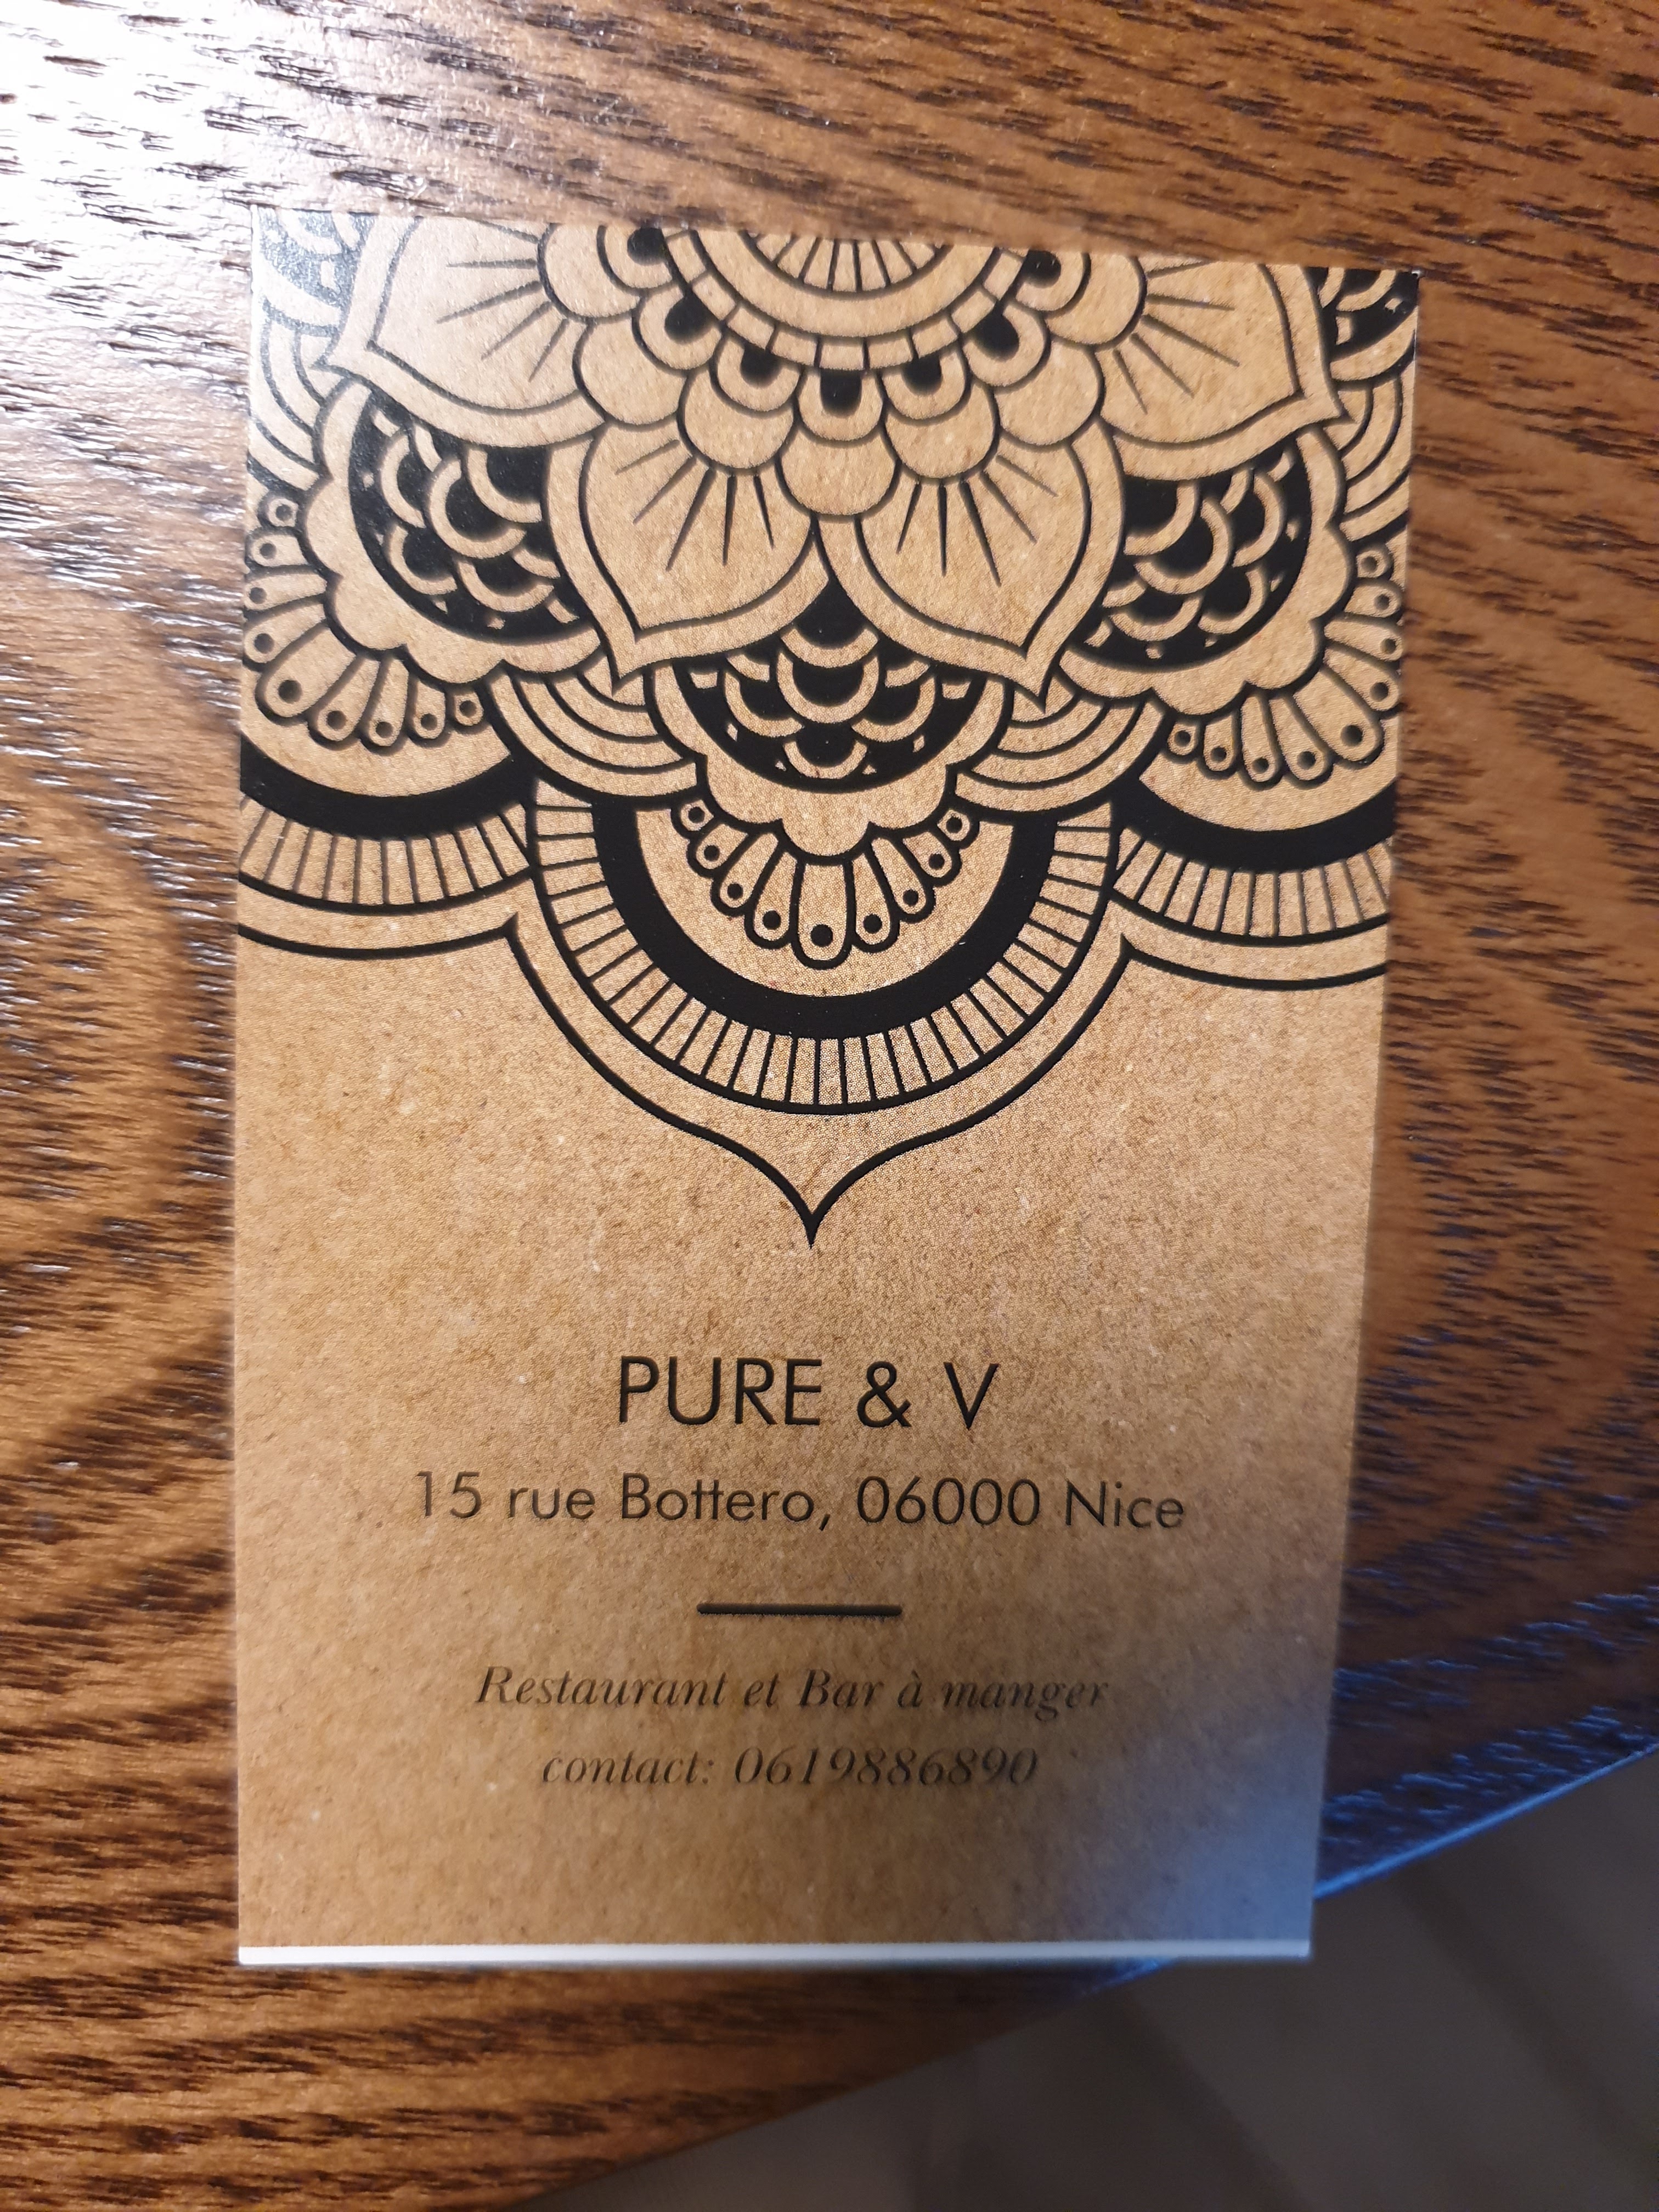 PURE & V
15 rue Bottero, 06000 Nice
Restaurant et Bar à manger
contact: 0619886890